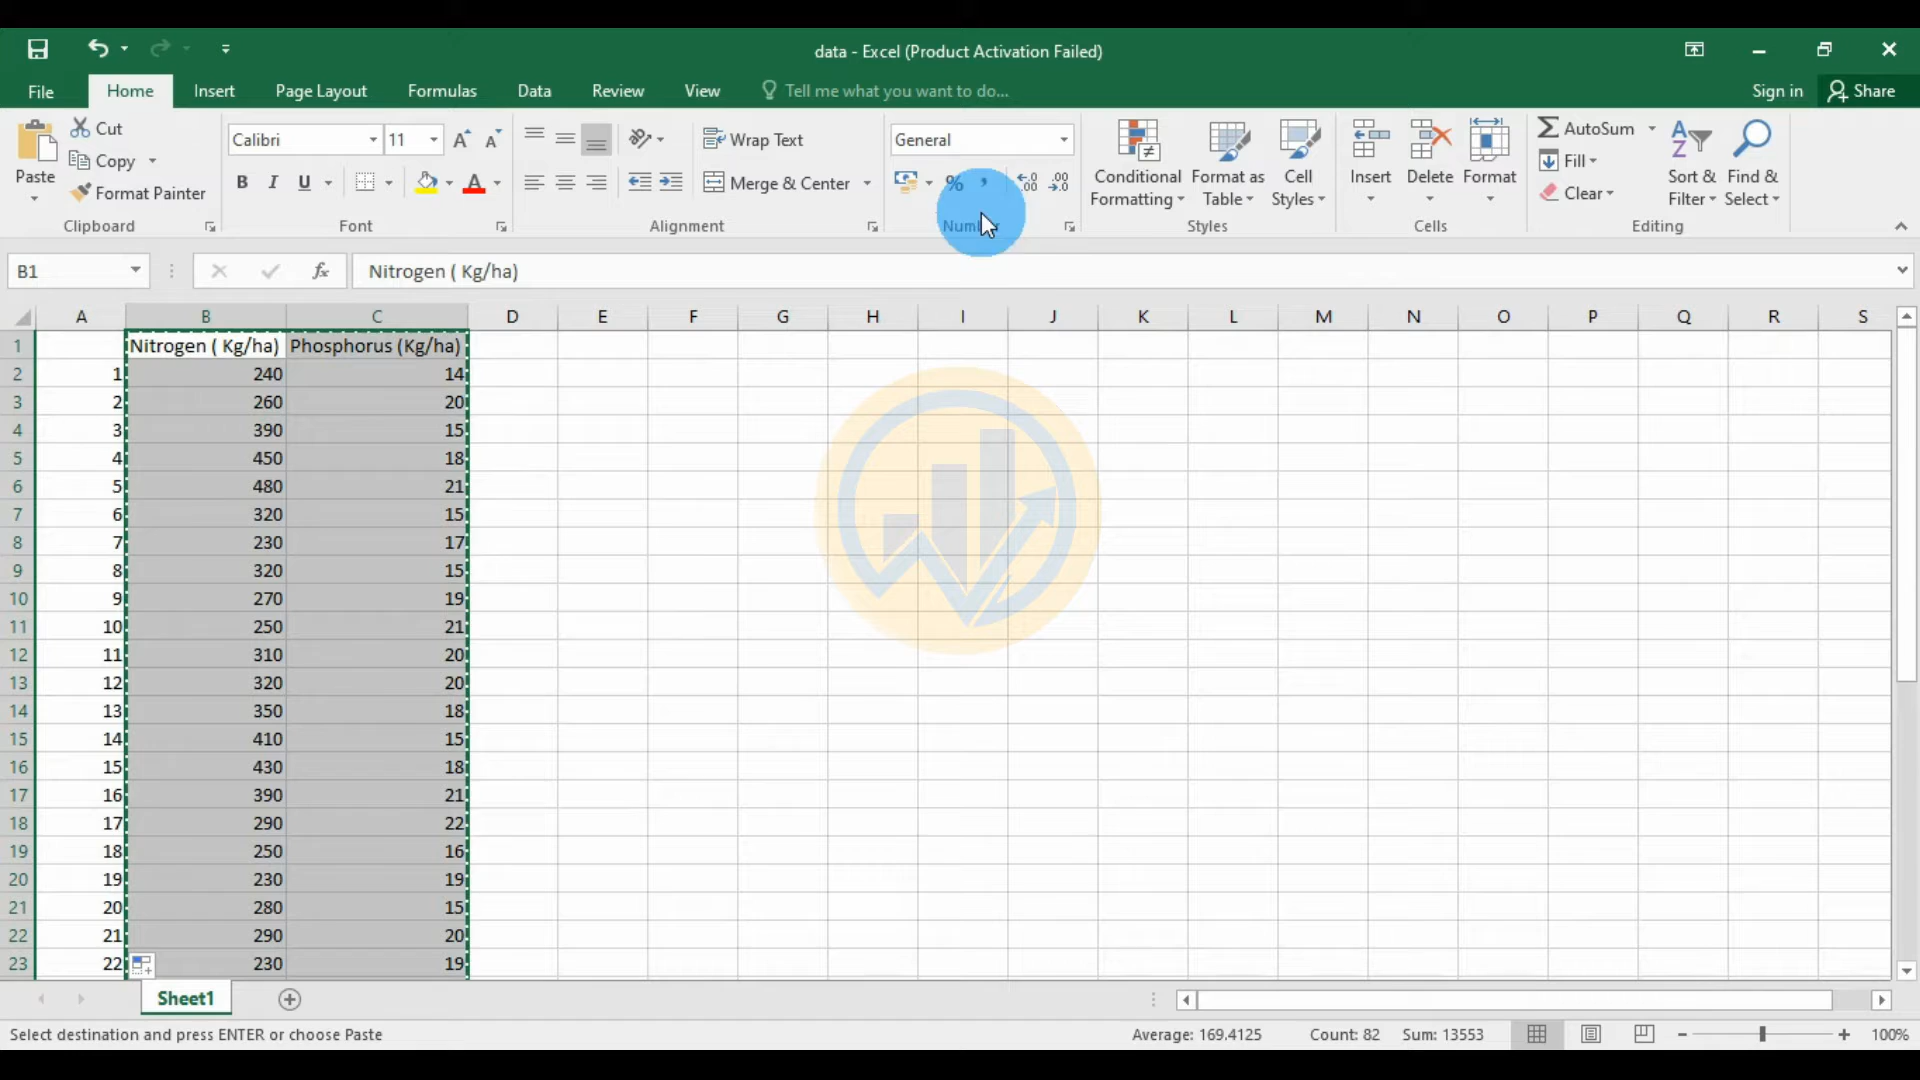 data - Excel (Product Activation Failed)
File Home Insert Page Layout Formulas Data Review View Tell me what you want to do... Sign in Share
Paste Cut Copy Format Painter Clipboard
Calibri 11 B I U A Font
Wrap Text Merge & Center Alignment
General % Number
Conditional Formatting Format as Table Cell Styles Styles
Insert Delete Format Cells
AutoSum Fill Clear Sort & Filter Find & Select Editing
B1 fx Nitrogen ( Kg/ha)
A B C D E F G H I J K L M N O P Q R S
1 Nitrogen ( Kg/ha) Phosphorus (Kg/ha)
2 1 240 14
3 2 260 20
4 3 390 15
5 4 450 18
6 5 480 21
7 6 320 15
8 7 230 17
9 8 320 15
10 9 270 19
11 10 250 21
12 11 310 20
13 12 320 20
14 13 350 18
15 14 410 15
16 15 430 18
17 16 390 21
18 17 290 22
19 18 250 16
20 19 230 19
21 20 280 15
22 21 290 20
23 22 230 19
Sheet1
Select destination and press ENTER or choose Paste Average: 169.4125 Count: 82 Sum: 13553 100%